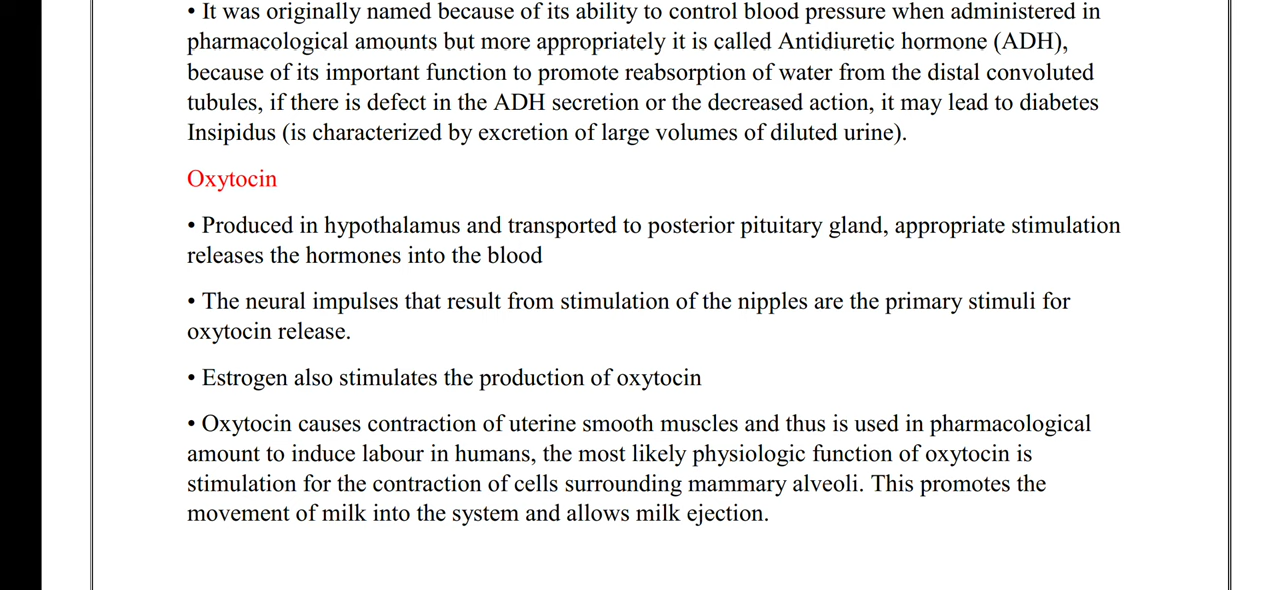 • It was originally named because of its ability to control blood pressure when administered in
pharmacological amounts but more appropriately it is called Antidiuretic hormone (ADH),
because of its important function to promote reabsorption of water from the distal convoluted
tubules, if there is defect in the ADH secretion or the decreased action, it may lead to diabetes
Insipidus (is characterized by excretion of large volumes of diluted urine).
Oxytocin
• Produced in hypothalamus and transported to posterior pituitary gland, appropriate stimulation
releases the hormones into the blood
• The neural impulses that result from stimulation of the nipples are the primary stimuli for
oxytocin release.
• Estrogen also stimulates the production of oxytocin
• Oxytocin causes contraction of uterine smooth muscles and thus is used in pharmacological
amount to induce labour in humans, the most likely physiologic function of oxytocin is
stimulation for the contraction of cells surrounding mammary alveoli. This promotes the
movement of milk into the system and allows milk ejection.